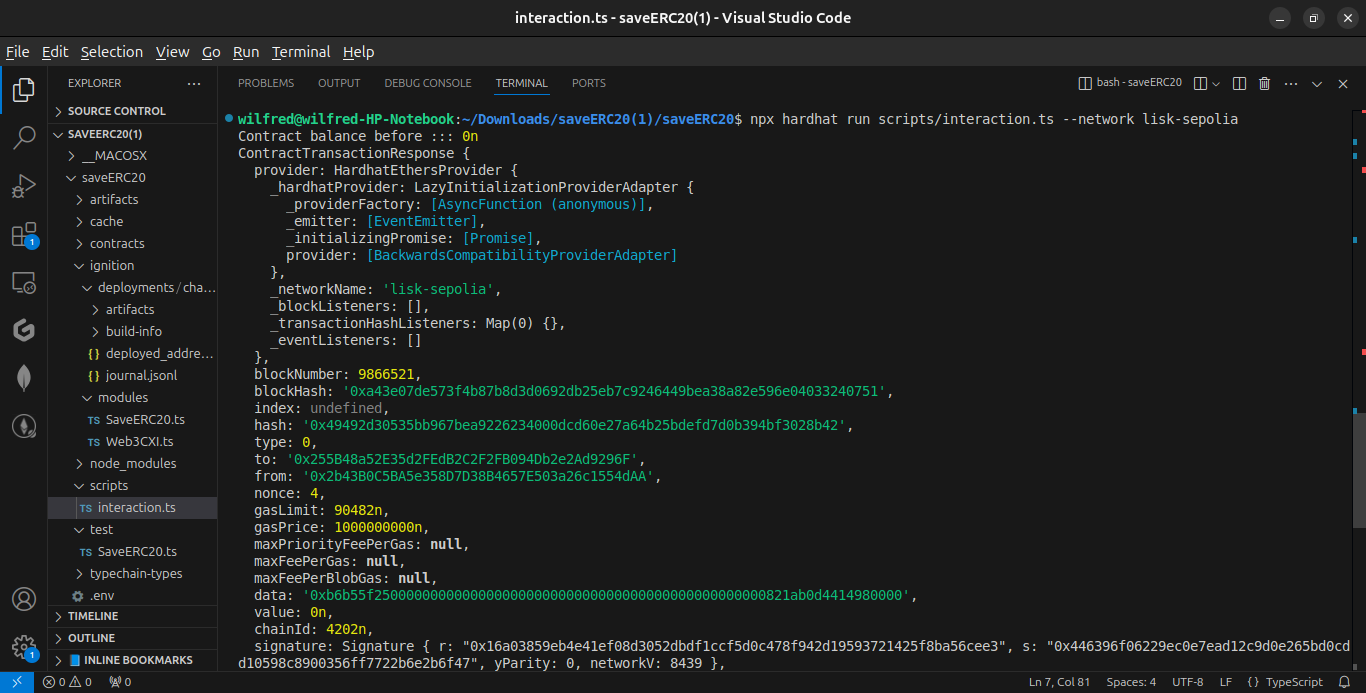 interaction.ts - saveERC20(1) - Visual Studio Code
File Edit Selection View Go Run Terminal Help
EXPLORER
SOURCE CONTROL
SAVEERC20(1)
__MACOSX
saveERC20
artifacts
cache
contracts
ignition
deployments/cha...
artifacts
build-info
{} deployed_addre...
{} journal.jsonl
modules
TS SaveERC20.ts
TS Web3CXI.ts
node_modules
scripts
TS interaction.ts
test
TS SaveERC20.ts
typechain-types
.env
TIMELINE
OUTLINE
INLINE BOOKMARKS
1
1
PROBLEMS OUTPUT DEBUG CONSOLE TERMINAL PORTS
bash - saveERC20
wilfred@wilfred-HP-Notebook:~/Downloads/saveERC20(1)/saveERC20$ npx hardhat run scripts/interaction.ts --network lisk-sepolia
Contract balance before ::: 0n
ContractTransactionResponse {
provider: HardhatEthersProvider {
_hardhatProvider: LazyInitializationProviderAdapter {
_providerFactory: [AsyncFunction (anonymous)],
_emitter: [EventEmitter],
_initializingPromise: [Promise],
provider: [BackwardsCompatibilityProviderAdapter]
},
_networkName: 'lisk-sepolia',
_blockListeners: [],
_transactionHashListeners: Map(0) {},
_eventListeners: []
},
blockNumber: 9866521,
blockHash: '0xa43e07de573f4b87b8d3d0692db25eb7c9246449bea38a82e596e04033240751',
index: undefined,
hash: '0x49492d30535bb967bea9226234000dcd60e27a64b25bdefd7d0b394bf3028b42',
type: 0,
to: '0x255B48a52E35d2FEdB2C2F2FB094Db2e2Ad9296F',
from: '0x2b43B0C5BA5e358D7D38B4657E503a26c1554dAA',
nonce: 4,
gasLimit: 90482n,
gasPrice: 1000000000n,
maxPriorityFeePerGas: null,
maxFeePerGas: null,
maxFeePerBlobGas: null,
data: '0xb6b55f250000000000000000000000000000000000000000000000821ab0d4414980000',
value: 0n,
chainId: 4202n,
signature: Signature { r: "0x16a03859eb4e41ef08d3052dbdf1ccf5d0c478f942d19593721425f8ba56cee3", s: "0x446396f06229ec0e7ead12c9d0e265bd0cd
d10598c8900356ff7722b6e2b6f47", yParity: 0, networkV: 8439 },
0 0 0 Ln 7, Col 81 Spaces: 4 UTF-8 LF {} TypeScript